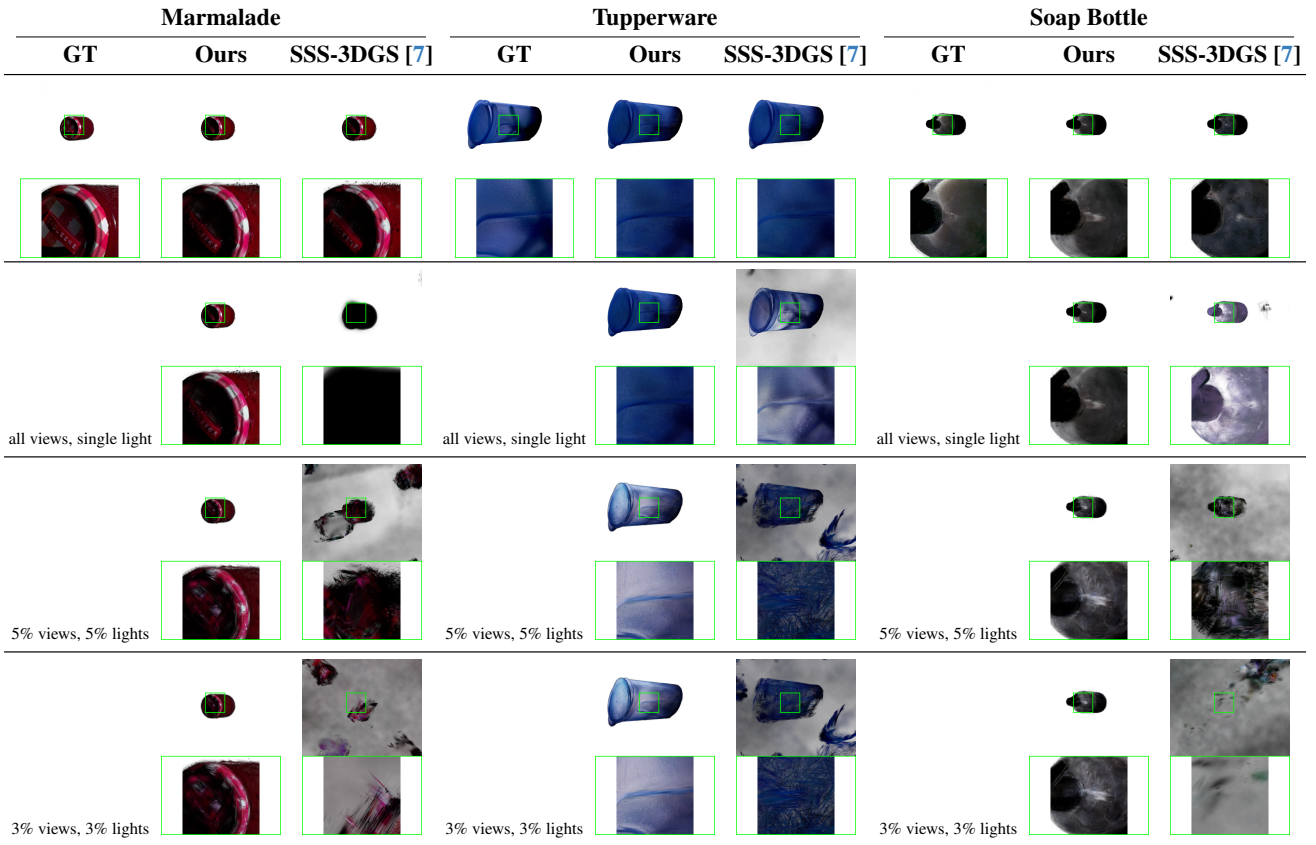 Marmalade Tupperware Soap Bottle
GT Ours SSS-3DGS [7] GT Ours SSS-3DGS [7] GT Ours SSS-3DGS [7]
all views, single light all views, single light all views, single light
5% views, 5% lights 5% views, 5% lights 5% views, 5% lights
3% views, 3% lights 3% views, 3% lights 3% views, 3% lights